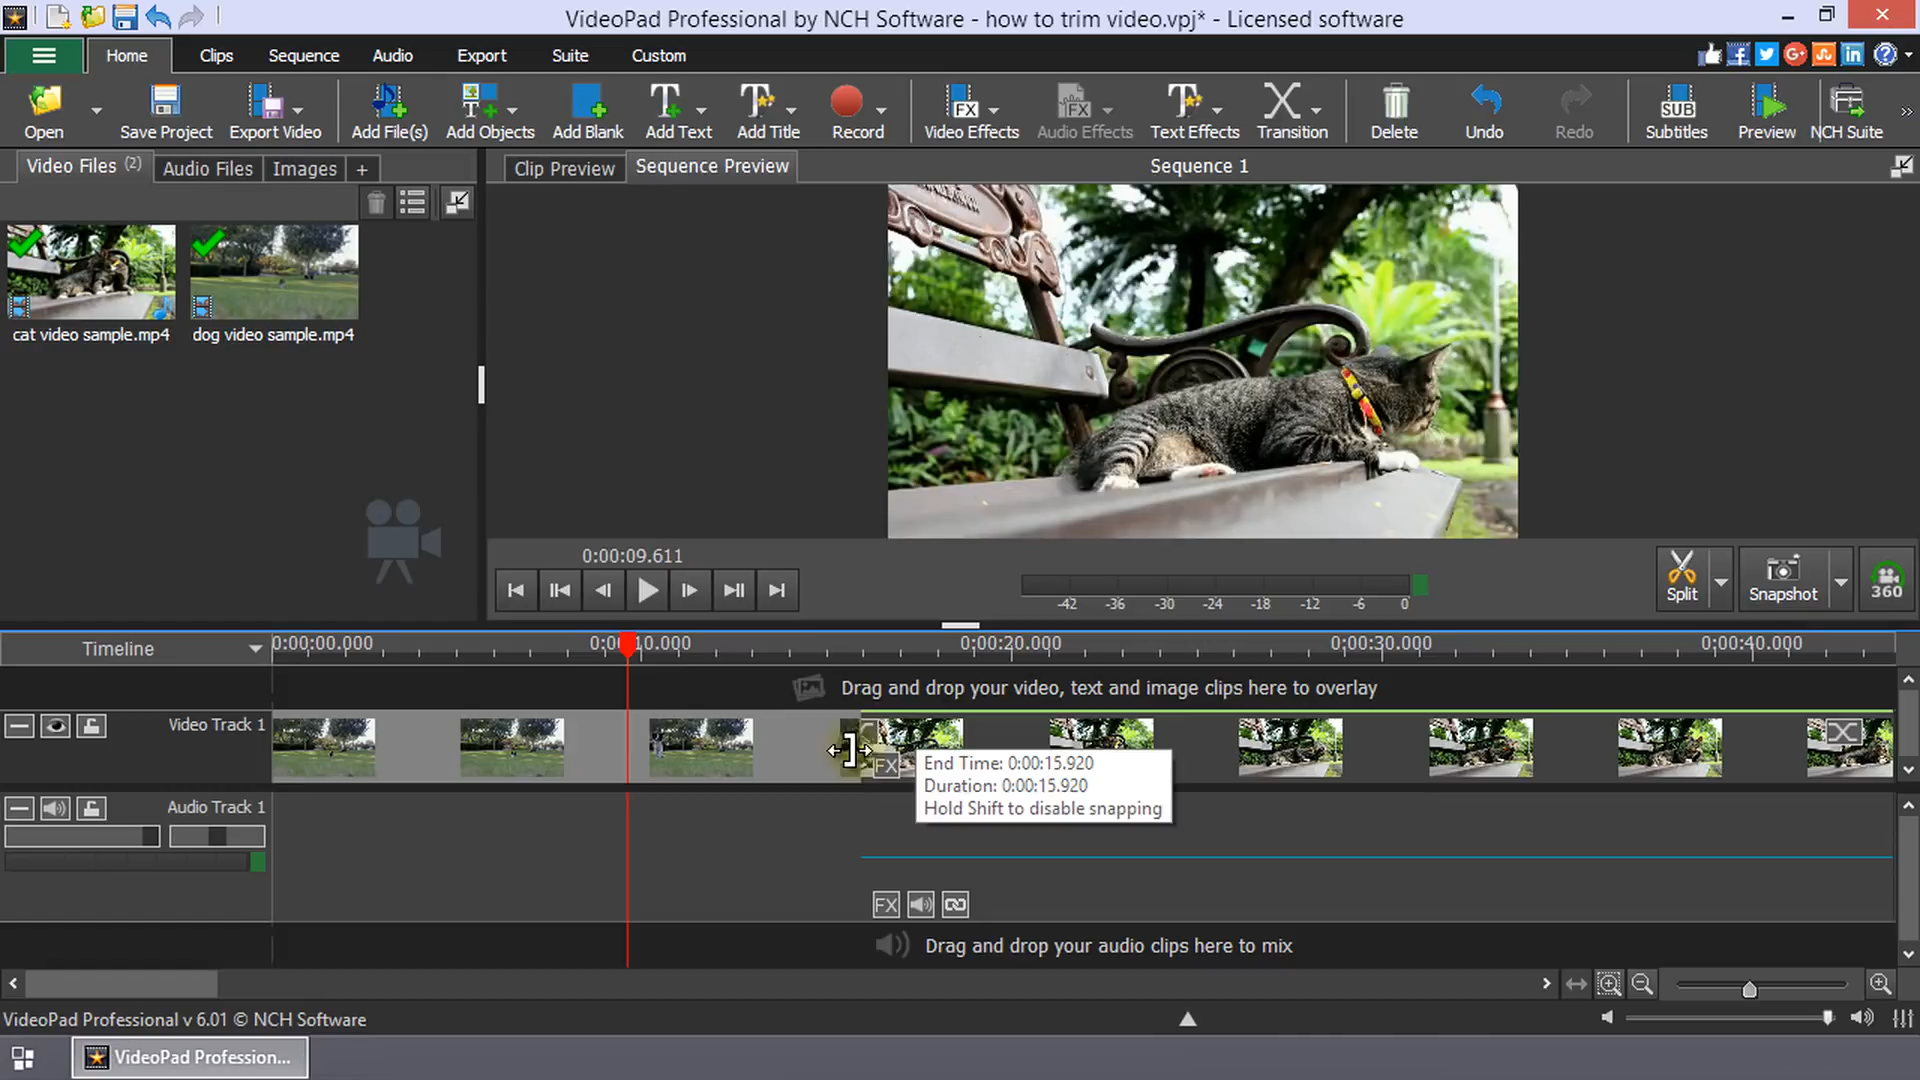 VideoPad Professional by NCH Software - how to trim video.vpj* - Licensed software
Home Clips Sequence Audio Export Suite Custom
Open Save Project Export Video Add File(s) Add Objects Add Blank Add Text Add Title Record Video Effects Audio Effects Text Effects Transition Delete Undo Redo Subtitles Preview NCH Suite
Video Files (2) Audio Files Images +
Clip Preview Sequence Preview Sequence 1
cat video sample.mp4 dog video sample.mp4
0:00:09.611
-42 -36 -30 -24 -18 -12 -6 0
Split Snapshot 360
Timeline 0:00:00.000 0:00:10.000 0:00:20.000 0:00:30.000 0:00:40.000
Drag and drop your video, text and image clips here to overlay
Video Track 1
FX
End Time: 0:00:15.920
Duration: 0:00:15.920
Hold Shift to disable snapping
Audio Track 1
FX
Drag and drop your audio clips here to mix
VideoPad Professional v 6.01 © NCH Software
VideoPad Profession...